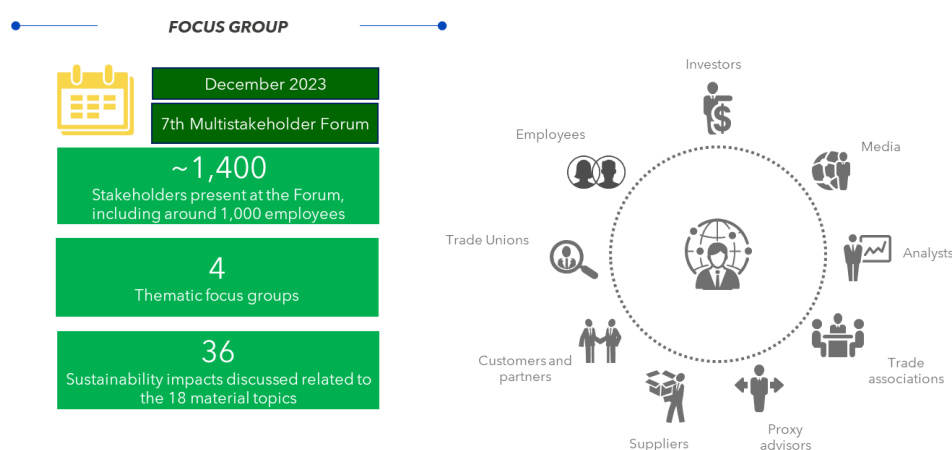 FOCUS GROUP
December 2023
7th Multistakeholder Forum
~1,400
Stakeholders present at the Forum,
including around 1,000 employees
4
Thematic focus groups
36
Sustainability impacts discussed related to
the 18 material topics
Investors
Media
Analysts
Trade
associations
Proxy
advisors
Suppliers
Customers and
partners
Trade Unions
Employees
$